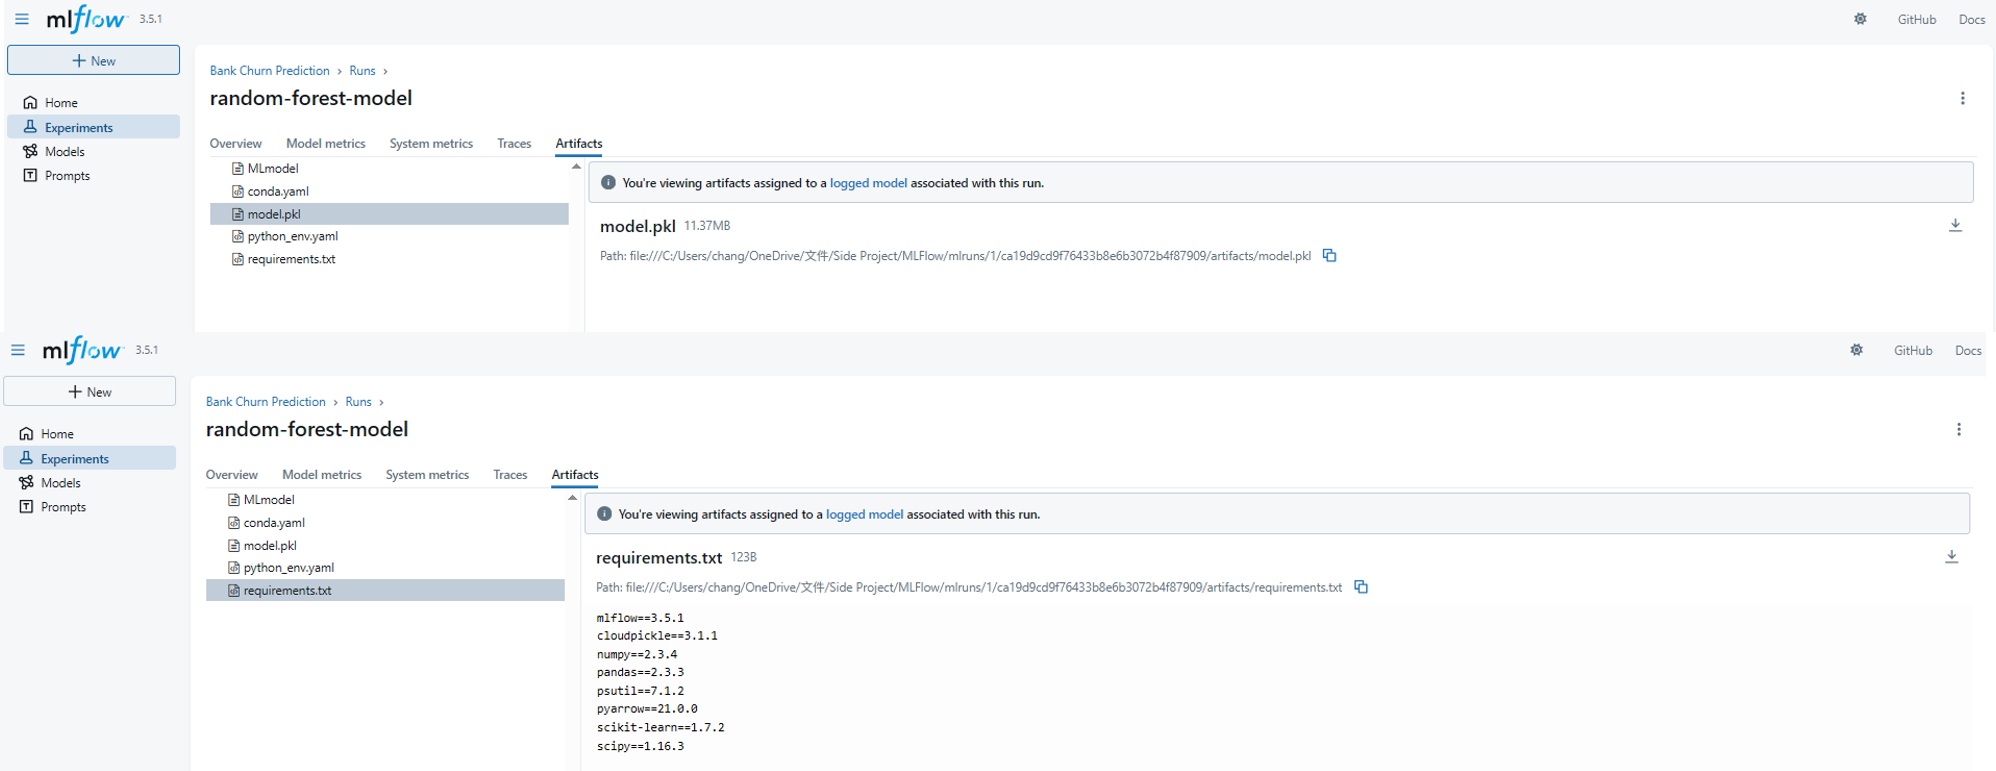 mlflow 3.5.1 GitHub Docs
+ New
Home
Experiments
Models
Prompts
Bank Churn Prediction › Runs ›
random-forest-model
Overview Model metrics System metrics Traces Artifacts
MLmodel
conda.yaml
model.pkl
python_env.yaml
requirements.txt
You're viewing artifacts assigned to a logged model associated with this run.
model.pkl 11.37MB
Path: file:///C:/Users/chang/OneDrive/文件/Side Project/MLFlow/mlruns/1/ca19d9cd9f76433b8e6b3072b4f87909/artifacts/model.pkl
mlflow 3.5.1 GitHub Docs
+ New
Home
Experiments
Models
Prompts
Bank Churn Prediction › Runs ›
random-forest-model
Overview Model metrics System metrics Traces Artifacts
MLmodel
conda.yaml
model.pkl
python_env.yaml
requirements.txt
You're viewing artifacts assigned to a logged model associated with this run.
requirements.txt 123B
Path: file:///C:/Users/chang/OneDrive/文件/Side Project/MLFlow/mlruns/1/ca19d9cd9f76433b8e6b3072b4f87909/artifacts/requirements.txt
mlflow==3.5.1
cloudpickle==3.1.1
numpy==2.3.4
pandas==2.3.3
psutil==7.1.2
pyarrow==21.0.0
scikit-learn==1.7.2
scipy==1.16.3